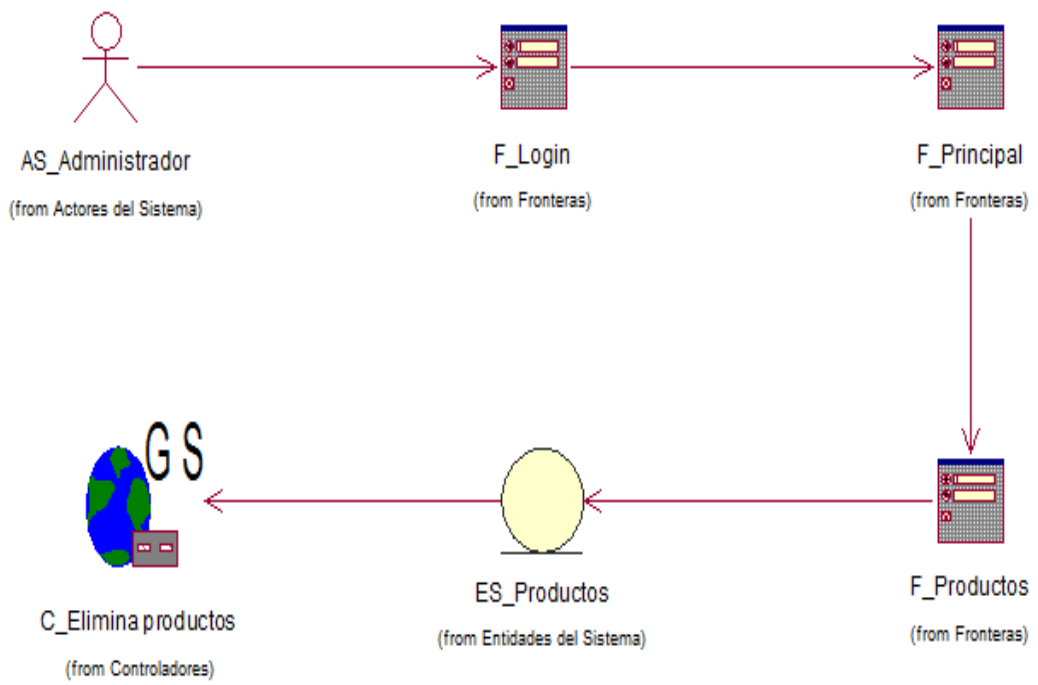 AS_Administrador
(from Actores del Sistema)
F_Login
(from Fronteras)
F_Principal
(from Fronteras)
G S
C_Elimina productos
(from Controladores)
ES_Productos
(from Entidades del Sistema)
F_Productos
(from Fronteras)